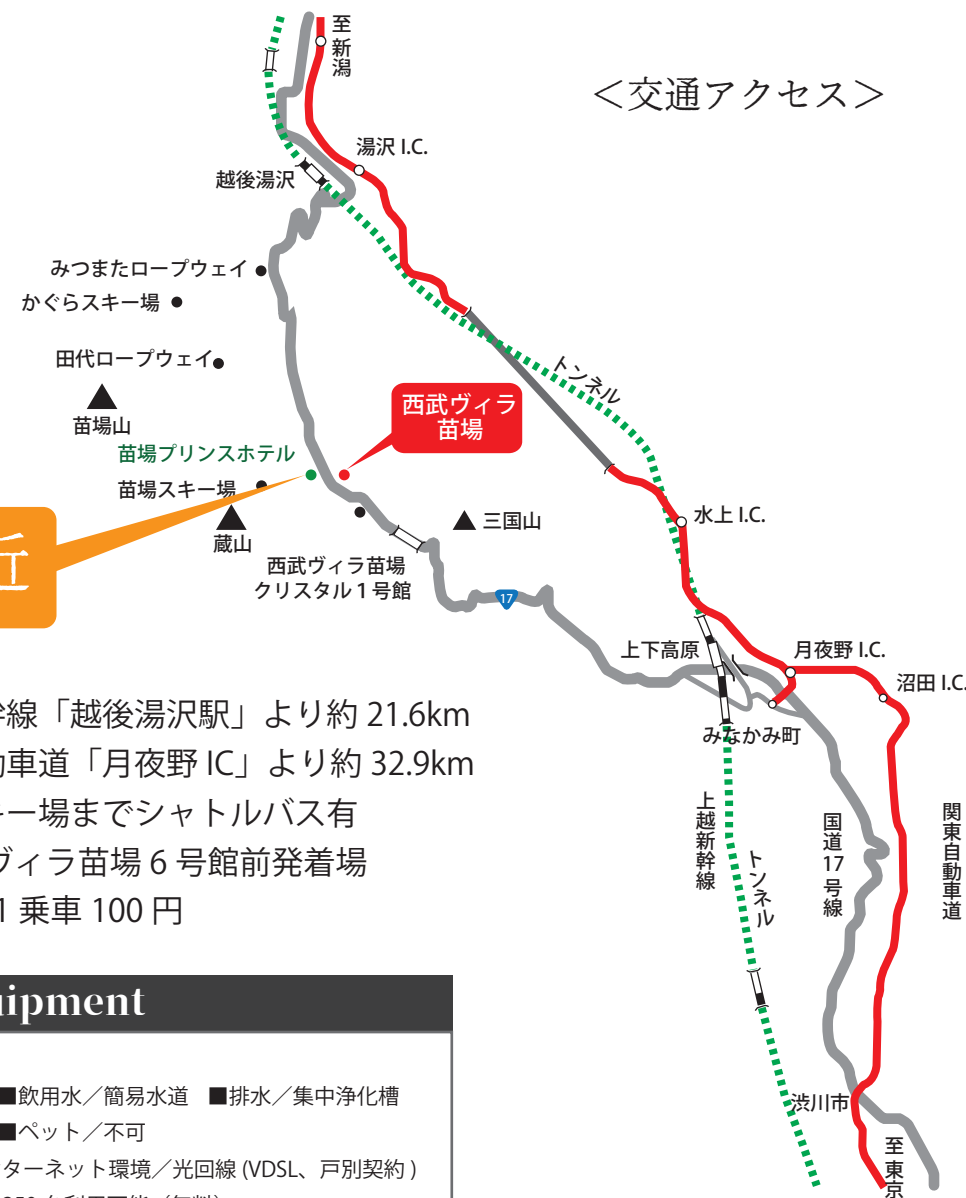 至新潟
＜交通アクセス＞
湯沢 I.C.
越後湯沢
みつまたロープウェイ
かぐらスキー場
田代ロープウェイ
苗場山
トンネル
西武ヴィラ
苗場
苗場プリンスホテル
苗場スキー場
蔵山
三国山
水上 I.C.
丘
西武ヴィラ苗場
クリスタル 1 号館
17
上下高原
月夜野 I.C.
沼田 I.C.
みなかみ町
幹線「越後湯沢駅」より約 21.6km
動車道「月夜野 IC」より約 32.9km
キー場までシャトルバス有
ヴィラ苗場 6 号館前発着場
1 乗車 100 円
上越新幹線
トンネル
国道17号線
関東自動車道
uipment
■飲用水／簡易水道 ■排水／集中浄化槽
■ペット／不可
ターネット環境／光回線 (VDSL、戸別契約 )
渋川市
至東京